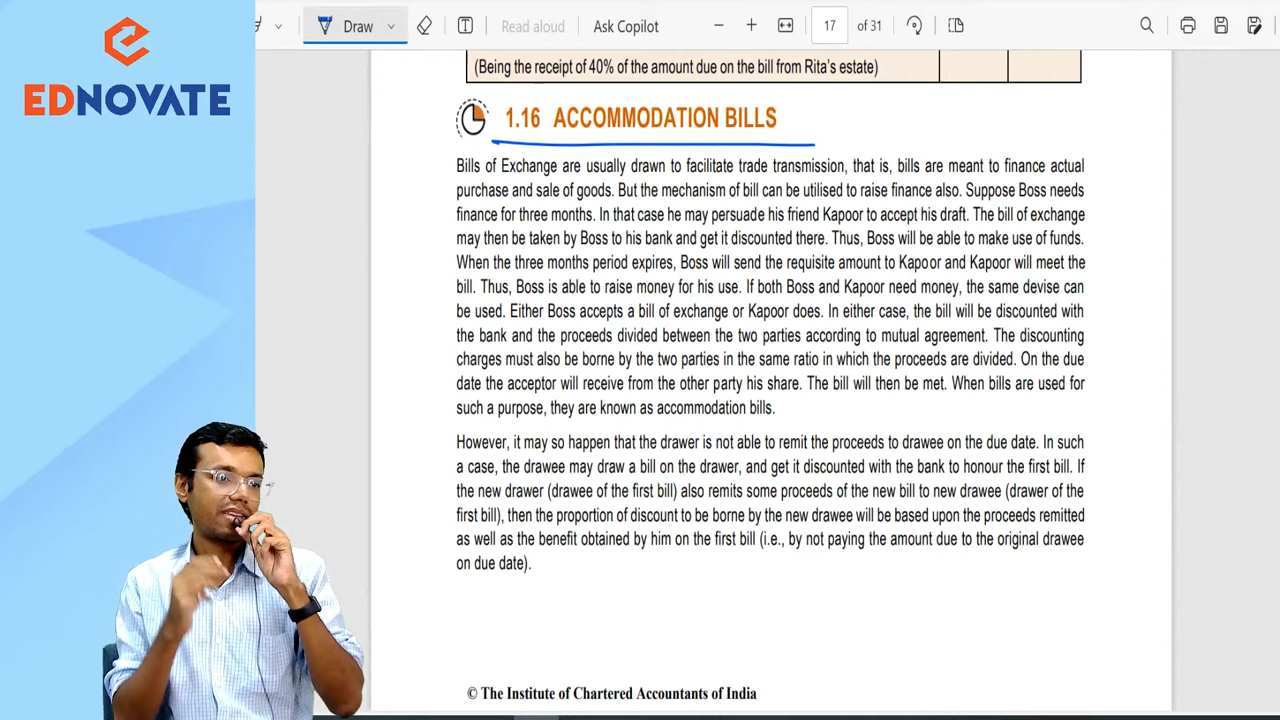 EDNOVATE
Draw
Read aloud
Ask Copilot
17
of 31
(Being the receipt of 40% of the amount due on the bill from Rita's estate)
1.16 ACCOMMODATION BILLS
Bills of Exchange are usually drawn to facilitate trade transmission, that is, bills are meant to finance actual
purchase and sale of goods. But the mechanism of bill can be utilised to raise finance also. Suppose Boss needs
finance for three months. In that case he may persuade his friend Kapoor to accept his draft. The bill of exchange
may then be taken by Boss to his bank and get it discounted there. Thus, Boss will be able to make use of funds.
When the three months period expires, Boss will send the requisite amount to Kapoor and Kapoor will meet the
bill. Thus, Boss is able to raise money for his use. If both Boss and Kapoor need money, the same devise can
be used. Either Boss accepts a bill of exchange or Kapoor does. In either case, the bill will be discounted with
the bank and the proceeds divided between the two parties according to mutual agreement. The discounting
charges must also be borne by the two parties in the same ratio in which the proceeds are divided. On the due
date the acceptor will receive from the other party his share. The bill will then be met. When bills are used for
such a purpose, they are known as accommodation bills.
However, it may so happen that the drawer is not able to remit the proceeds to drawee on the due date. In such
a case, the drawee may draw a bill on the drawer, and get it discounted with the bank to honour the first bill. If
the new drawer (drawee of the first bill) also remits some proceeds of the new bill to new drawee (drawer of the
first bill), then the proportion of discount to be borne by the new drawee will be based upon the proceeds remitted
as well as the benefit obtained by him on the first bill (i.e., by not paying the amount due to the original drawee
on due date).
© The Institute of Chartered Accountants of India